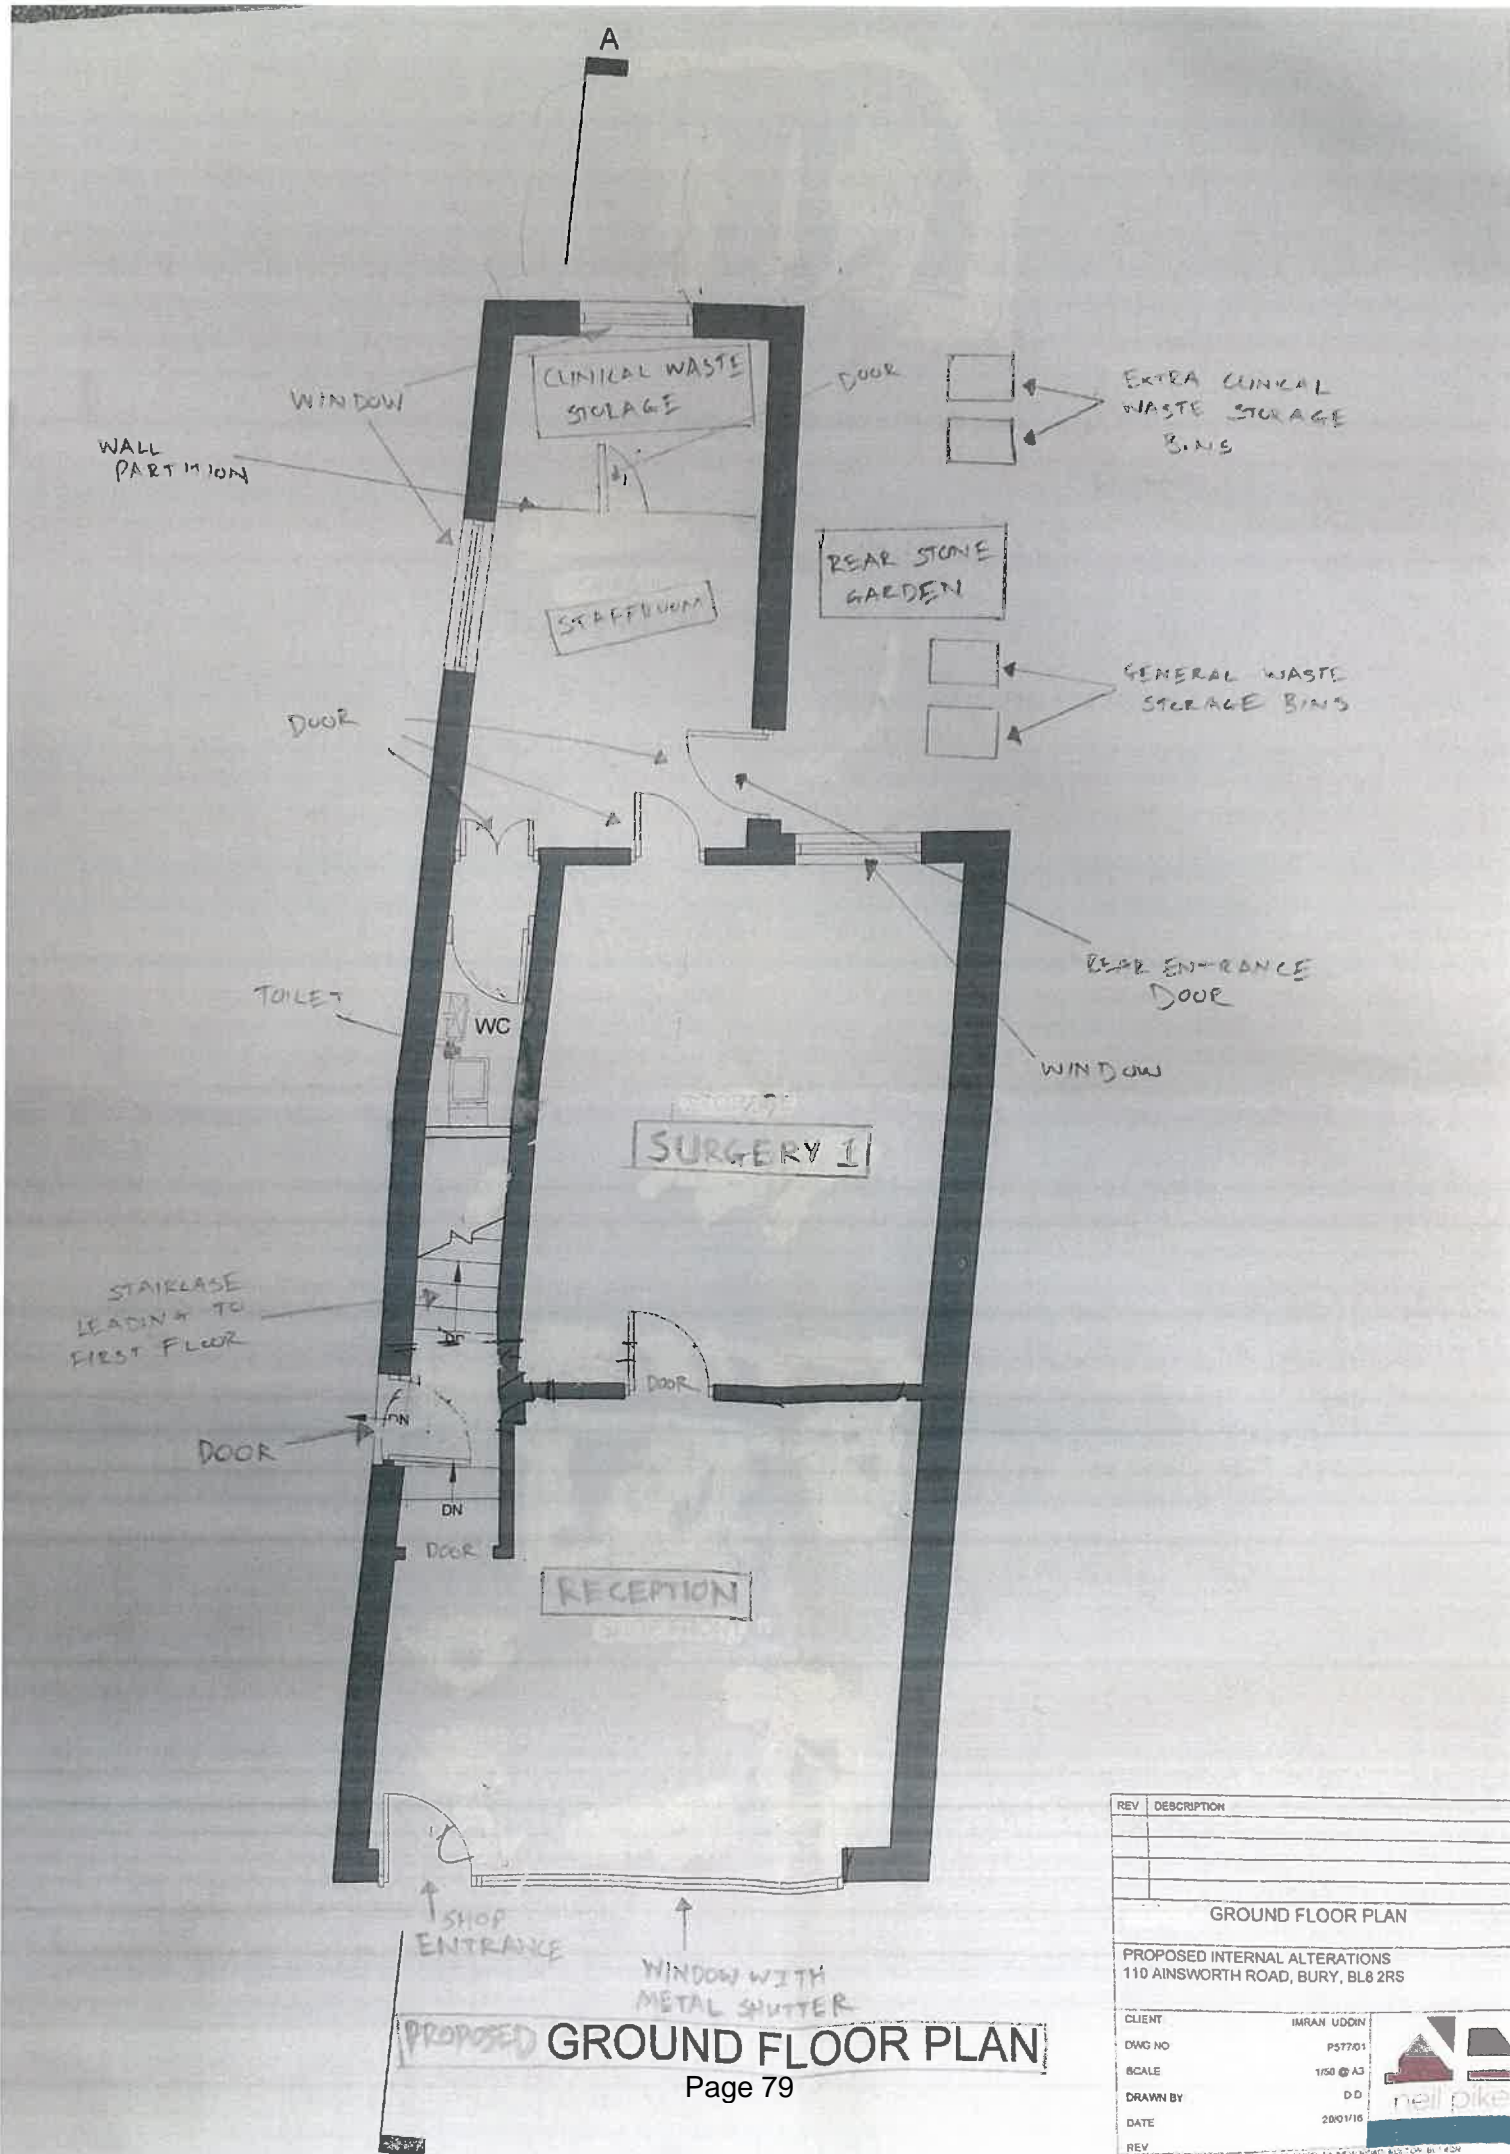 A
CLINICAL WASTE
STORAGE
DOOR
EXTRA CLINICAL
WASTE STORAGE
BINS
WINDOW
WALL
PARTITION
REAR STONE
GARDEN
STAFFROOM
GENERAL WASTE
STORAGE BINS
DOOR
REAR ENTRANCE
DOOR
TOILET
WC
WINDOW
SURGERY 1
STAIRCASE
LEADING TO
FIRST FLOOR
DOOR
DN
DOOR
DN
DOOR
RECEPTION
SHOP FRONT
SHOP
ENTRANCE
WINDOW WITH
METAL SHUTTER
PROPOSED GROUND FLOOR PLAN
Page 79
REV DESCRIPTION
GROUND FLOOR PLAN
PROPOSED INTERNAL ALTERATIONS
110 AINSWORTH ROAD, BURY, BL8 2RS
CLIENT IMRAN UDDIN
DWG NO P577/01
SCALE 1/50 @ A3
DRAWN BY DD
DATE 20/01/16
REV
neil pike